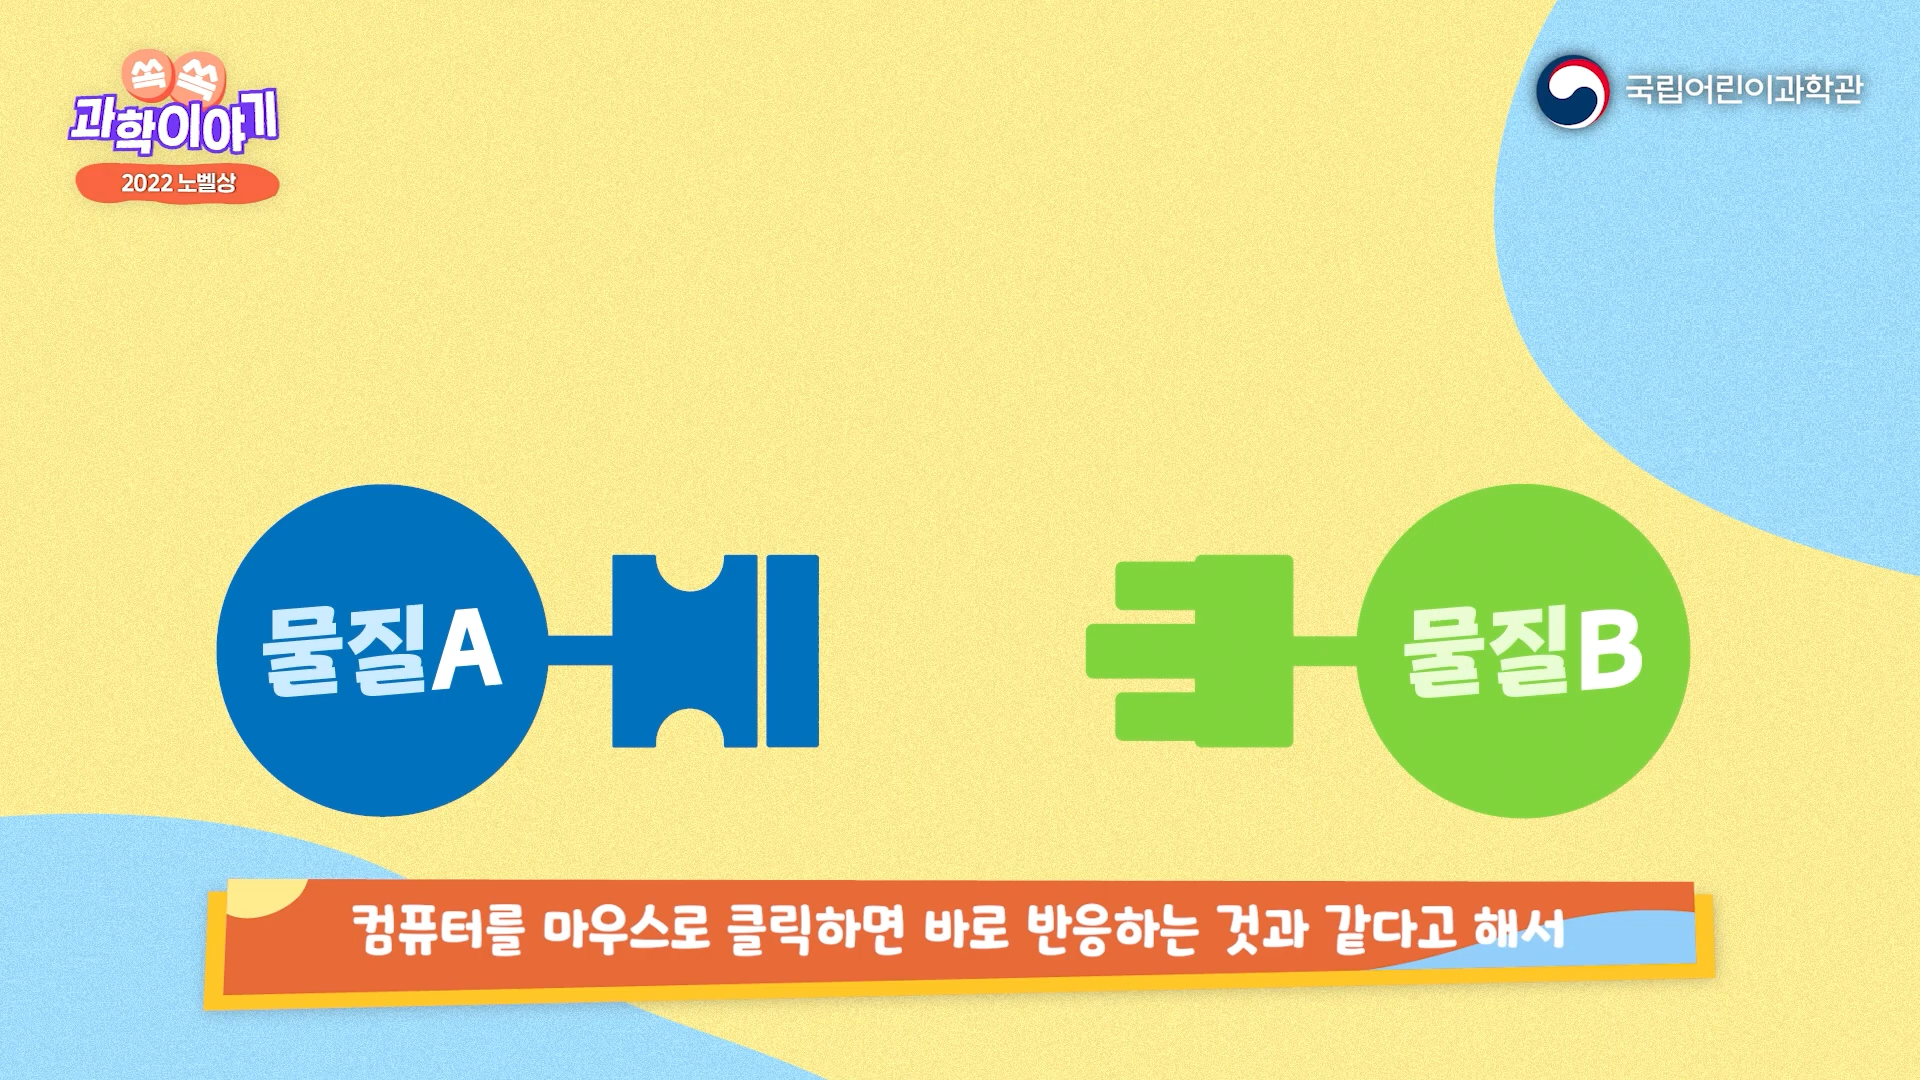 쏙쏙
과학이야기
2022 노벨상
국립어린이과학관
물질A
물질B
컴퓨터를 마우스로 클릭하면 바로 반응하는 것과 같다고 해서